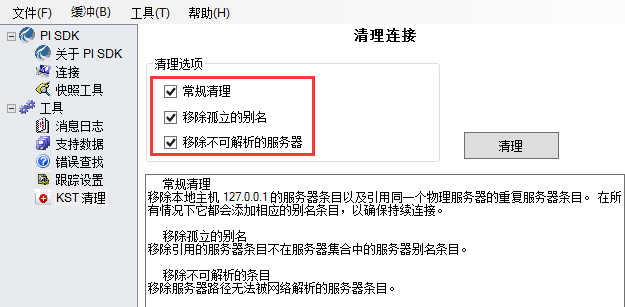 文件(F) 缓冲(B) 工具(T) 帮助(H)
PI SDK
关于 PI SDK
连接
快照工具
工具
消息日志
支持数据
错误查找
跟踪设置
KST 清理
清理连接
清理选项
常规清理
移除孤立的别名
移除不可解析的服务器
清理
常规清理
移除本地主机 127.0.0.1 的服务器条目以及引用同一个物理服务器的重复服务器条目。 在所
有情况下它都会添加相应的别名条目，以确保持续连接。
移除孤立的别名
移除引用的服务器条目不在服务器集合中的服务器别名条目。
移除不可解析的条目
移除服务器路径无法被网络解析的服务器条目。